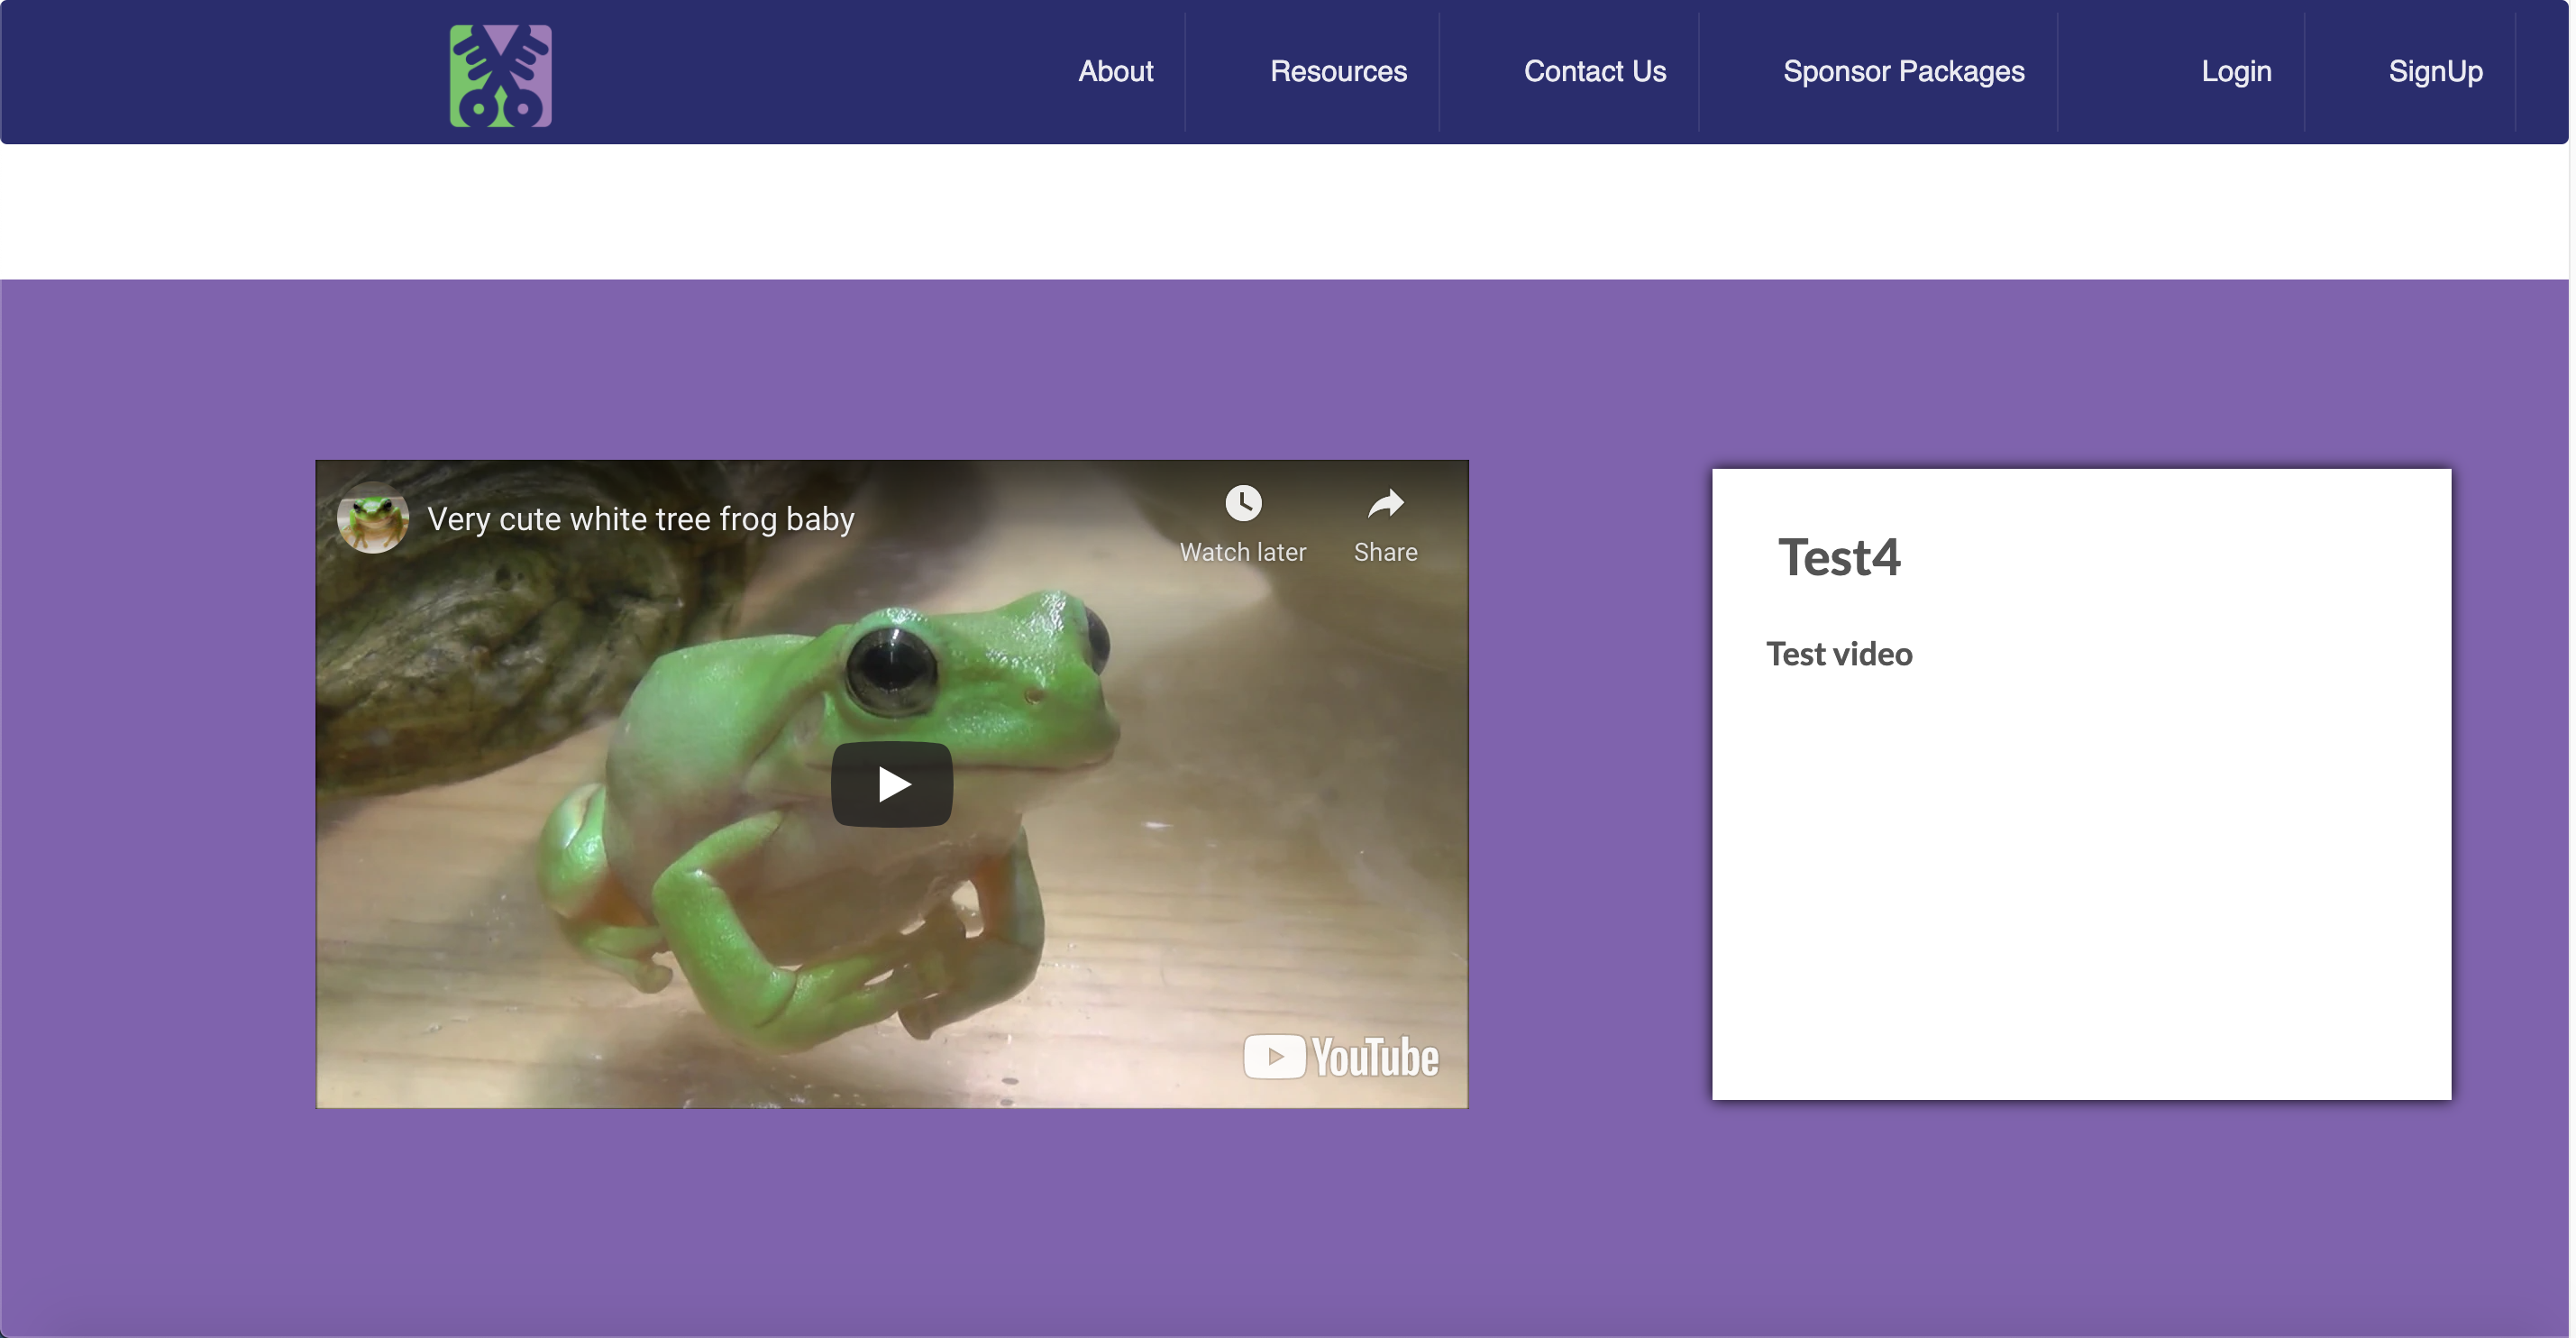 About Resources Contact Us Sponsor Packages Login SignUp
Very cute white tree frog baby
Watch later Share
YouTube
Test4
Test video